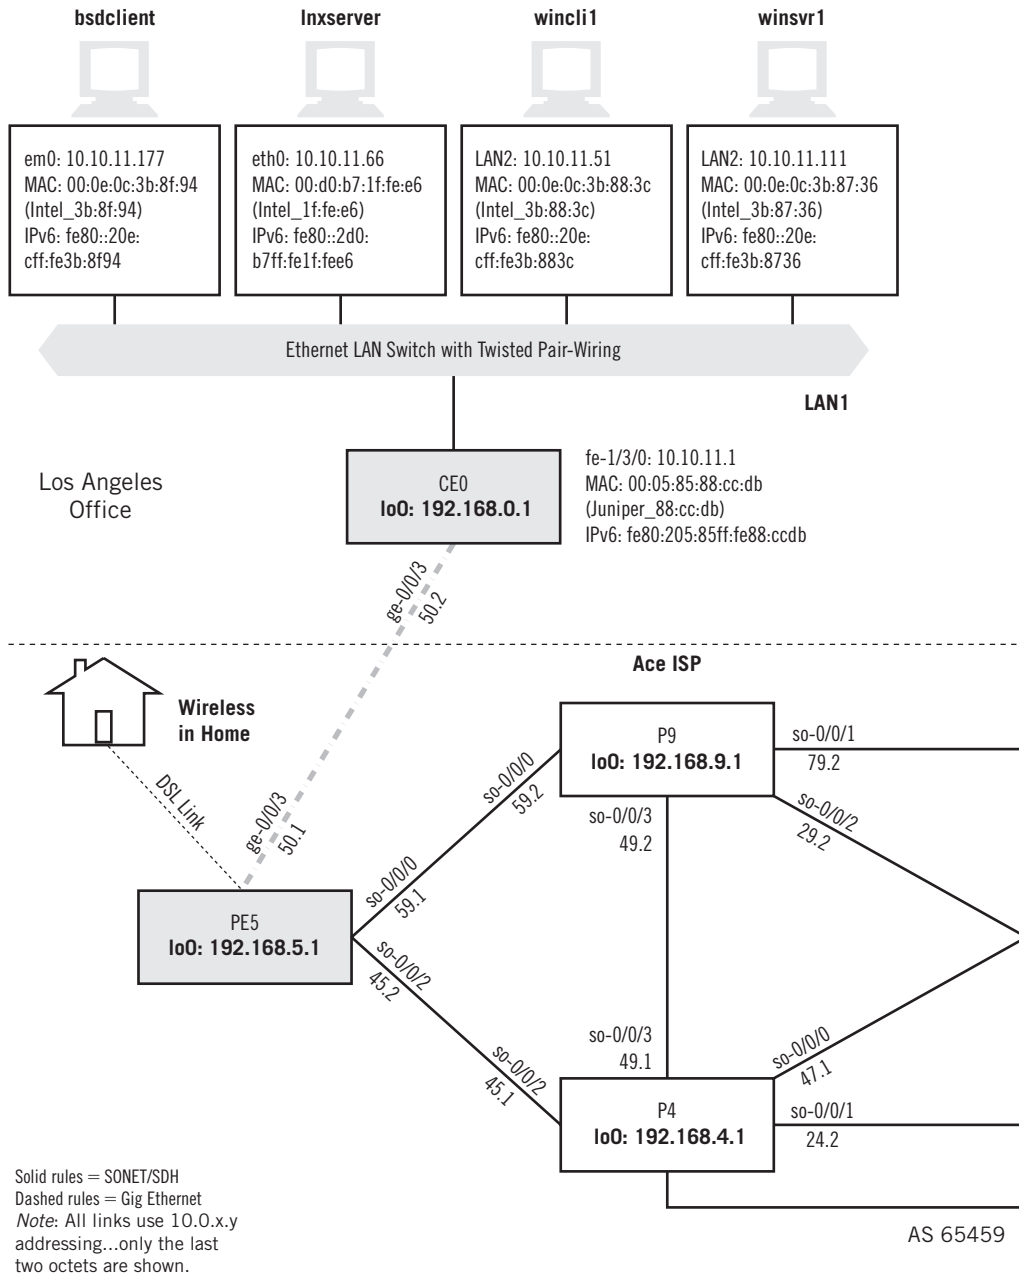 bsdclient
lnxserver
wincli1
winsvr1
em0: 10.10.11.177
MAC: 00:0e:0c:3b:8f:94
(Intel_3b:8f:94)
IPv6: fe80::20e:
cff:fe3b:8f94
eth0: 10.10.11.66
MAC: 00:d0:b7:1f:fe:e6
(Intel_1f:fe:e6)
IPv6: fe80::2d0:
b7ff:fe1f:fee6
LAN2: 10.10.11.51
MAC: 00:0e:0c:3b:88:3c
(Intel_3b:88:3c)
IPv6: fe80::20e:
cff:fe3b:883c
LAN2: 10.10.11.111
MAC: 00:0e:0c:3b:87:36
(Intel_3b:87:36)
IPv6: fe80::20e:
cff:fe3b:8736
Ethernet LAN Switch with Twisted Pair-Wiring
LAN1
Los Angeles
Office
CE0
lo0: 192.168.0.1
fe-1/3/0: 10.10.11.1
MAC: 00:05:85:88:cc:db
(Juniper_88:cc:db)
IPv6: fe80:205:85ff:fe88:ccdb
ge-0/0/3
50.2
Ace ISP
Wireless
in Home
DSL Link
ge-0/0/3
50.1
P9
lo0: 192.168.9.1
so-0/0/1
79.2
so-0/0/0
59.2
so-0/0/3
49.2
so-0/0/2
29.2
so-0/0/0
59.1
PE5
lo0: 192.168.5.1
so-0/0/2
45.2
so-0/0/2
45.1
so-0/0/3
49.1
so-0/0/0
47.1
P4
lo0: 192.168.4.1
so-0/0/1
24.2
Solid rules = SONET/SDH
Dashed rules = Gig Ethernet
Note: All links use 10.0.x.y
addressing...only the last
two octets are shown.
AS 65459